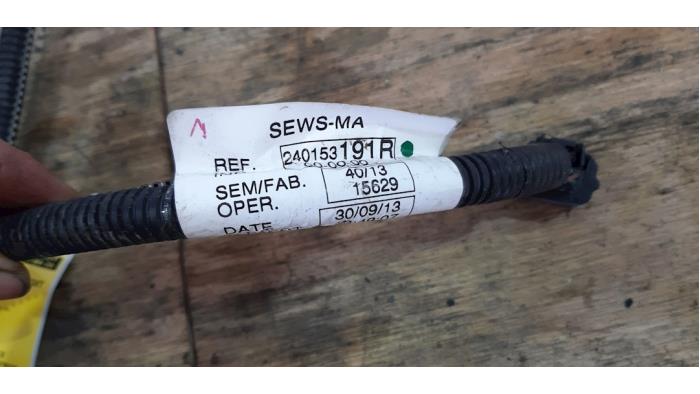 SEWS-MA
REF. 240153191R
SEM/FAB. 40/13
OPER. 15629
DATE 30/09/13